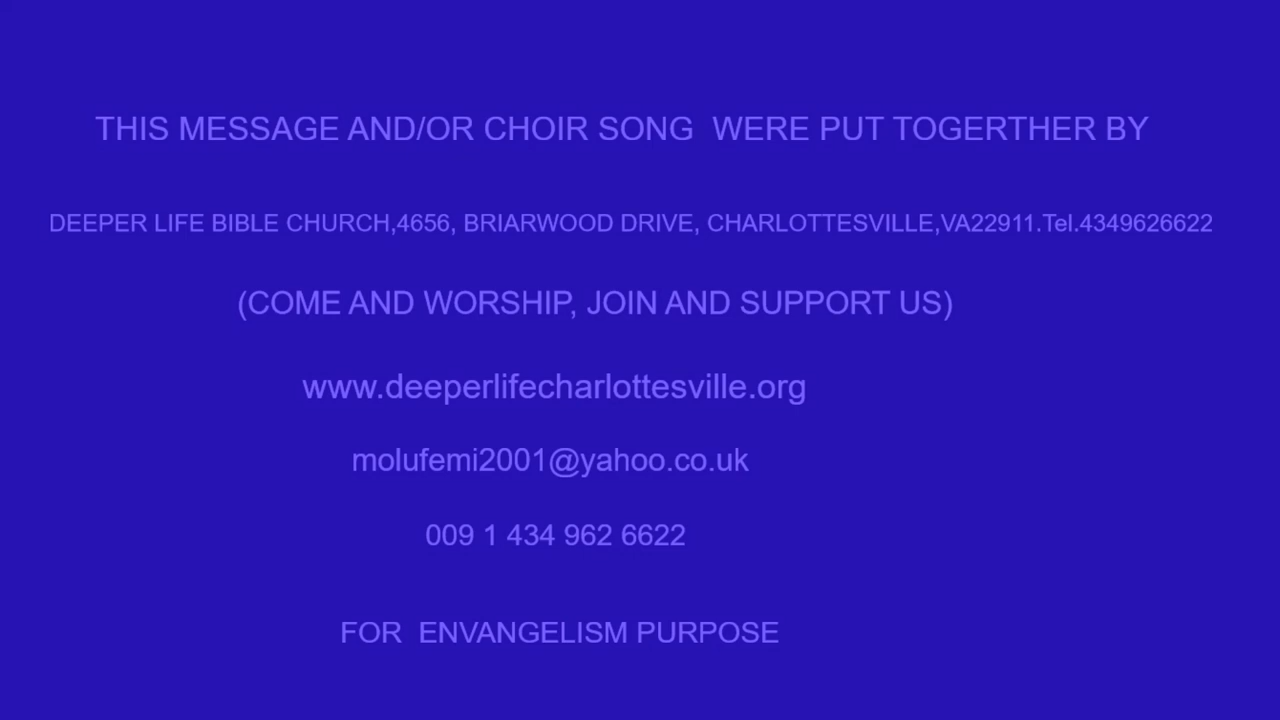 THIS MESSAGE AND/OR CHOIR SONG  WERE PUT TOGERTHER BY
DEEPER LIFE BIBLE CHURCH,4656, BRIARWOOD DRIVE, CHARLOTTESVILLE,VA22911.Tel.4349626622
(COME AND WORSHIP, JOIN AND SUPPORT US)
www.deeperlifecharlottesville.org
molufemi2001@yahoo.co.uk
009 1 434 962 6622
FOR  ENVANGELISM PURPOSE